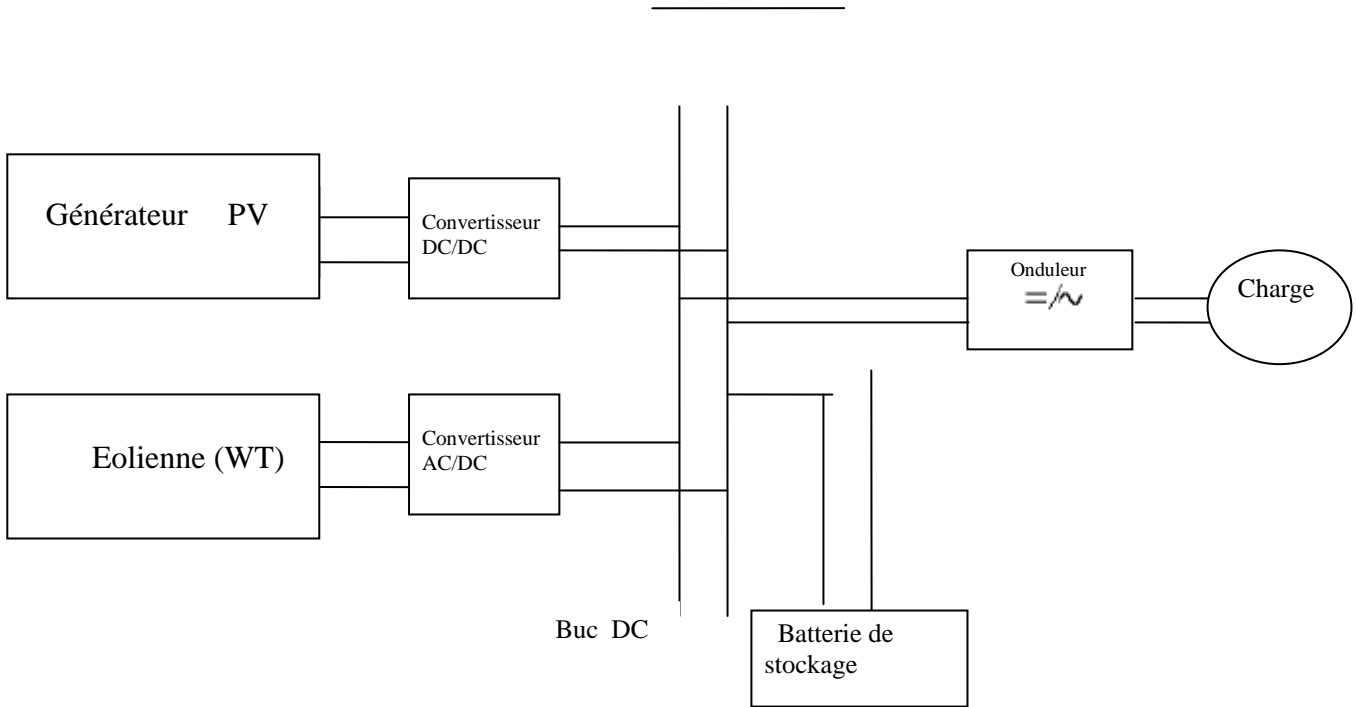 Générateur PV
Convertisseur
DC/DC
Onduleur
=/~
Charge
Eolienne (WT)
Convertisseur
AC/DC
Buc DC
Batterie de
stockage